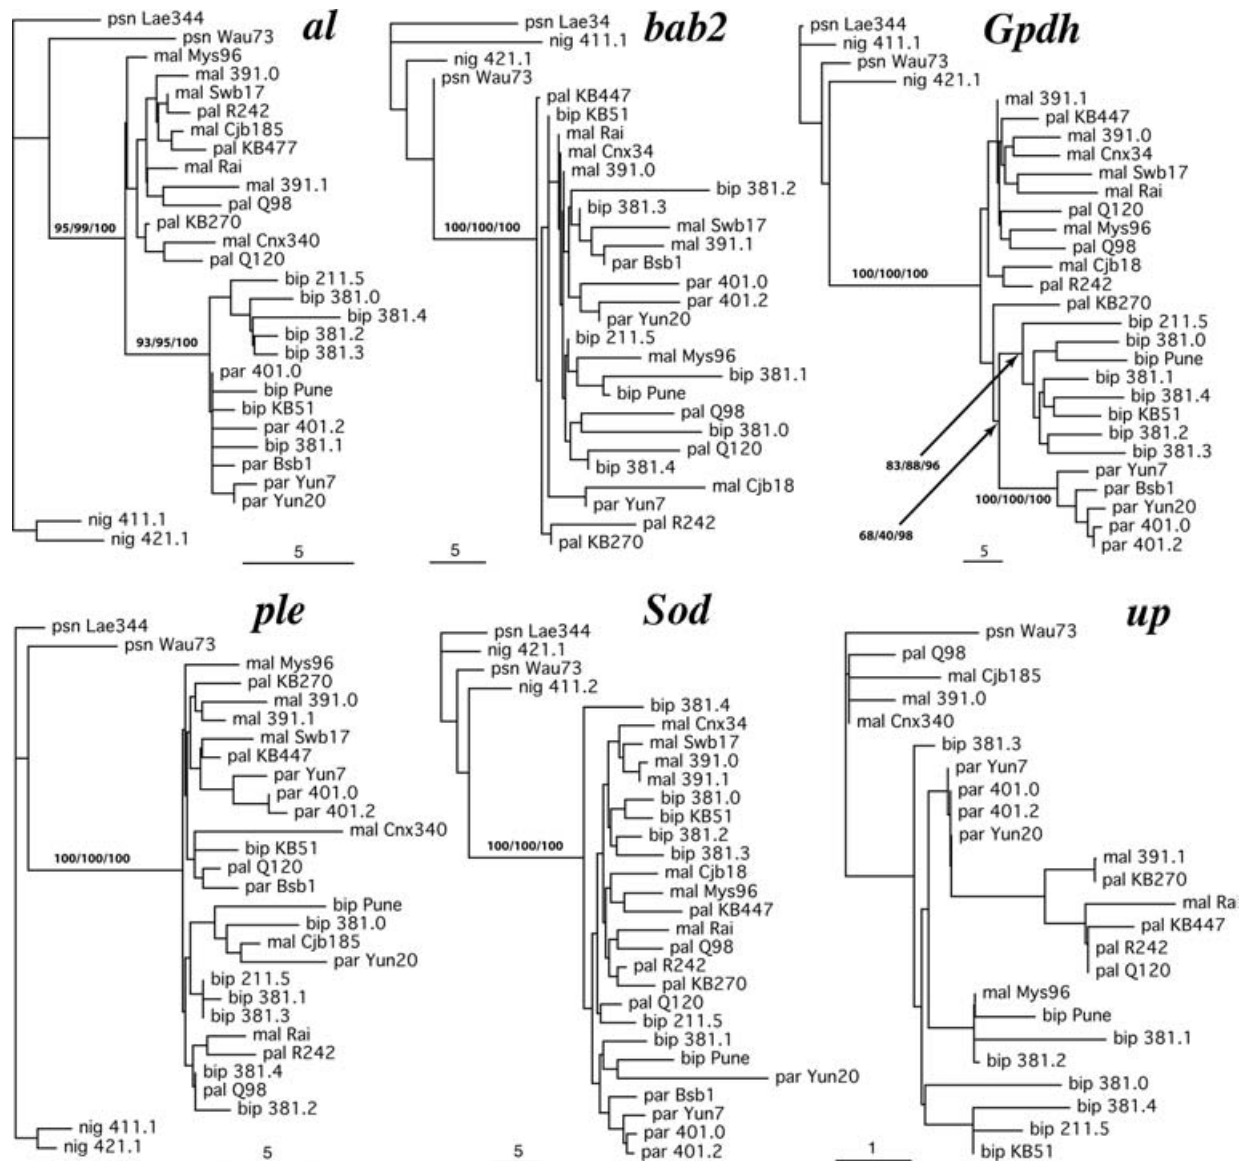 al
psn Lae344
psn Wau73
mal Mys96
mal 391.0
mal Swb17
pal R242
mal Cjb185
pal KB477
mal Rai
mal 391.1
pal Q98
pal KB270
mal Cnx340
pal Q120
95/99/100
bip 211.5
bip 381.0
bip 381.4
bip 381.2
bip 381.3
93/95/100
par 401.0
bip Pune
bip KB51
par 401.2
bip 381.1
par Bsb1
par Yun7
par Yun20
nig 411.1
nig 421.1
5
bab2
psn Lae34
nig 411.1
nig 421.1
psn Wau73
pal KB447
bip KB51
mal Rai
mal Cnx34
mal 391.0
bip 381.2
bip 381.3
mal Swb17
100/100/100
mal 391.1
par Bsb1
par 401.0
par 401.2
par Yun20
bip 211.5
mal Mys96
bip 381.1
bip Pune
pal Q98
bip 381.0
pal Q120
bip 381.4
mal Cjb18
par Yun7
pal R242
pal KB270
5
Gpdh
psn Lae344
nig 411.1
psn Wau73
nig 421.1
mal 391.1
pal KB447
mal 391.0
mal Cnx34
mal Swb17
mal Rai
pal Q120
mal Mys96
pal Q98
mal Cjb18
100/100/100
pal R242
pal KB270
bip 211.5
bip 381.0
bip Pune
bip 381.1
bip 381.4
bip KB51
bip 381.2
bip 381.3
83/88/96
par Yun7
par Bsb1
100/100/100
par Yun20
par 401.0
par 401.2
68/40/98
5
ple
psn Lae344
psn Wau73
mal Mys96
pal KB270
mal 391.0
mal 391.1
mal Swb17
pal KB447
par Yun7
par 401.0
par 401.2
mal Cnx340
bip KB51
100/100/100
pal Q120
par Bsb1
bip Pune
bip 381.0
mal Cjb185
par Yun20
bip 211.5
bip 381.1
bip 381.3
mal Rai
pal R242
bip 381.4
pal Q98
bip 381.2
nig 411.1
nig 421.1
5
Sod
psn Lae344
nig 421.1
psn Wau73
nig 411.2
bip 381.4
mal Cnx34
mal Swb17
mal 391.0
mal 391.1
bip 381.0
bip KB51
bip 381.2
100/100/100
bip 381.3
mal Cjb18
mal Mys96
pal KB447
mal Rai
pal Q98
pal R242
pal KB270
pal Q120
bip 211.5
bip 381.1
bip Pune
par Yun20
par Bsb1
par Yun7
par 401.0
par 401.2
5
up
psn Wau73
pal Q98
mal Cjb185
mal 391.0
mal Cnx340
bip 381.3
par Yun7
par 401.0
par 401.2
par Yun20
mal 391.1
pal KB270
mal Ra
pal KB447
pal R242
pal Q120
mal Mys96
bip Pune
bip 381.1
bip 381.2
bip 381.0
bip 381.4
bip 211.5
bip KB51
1